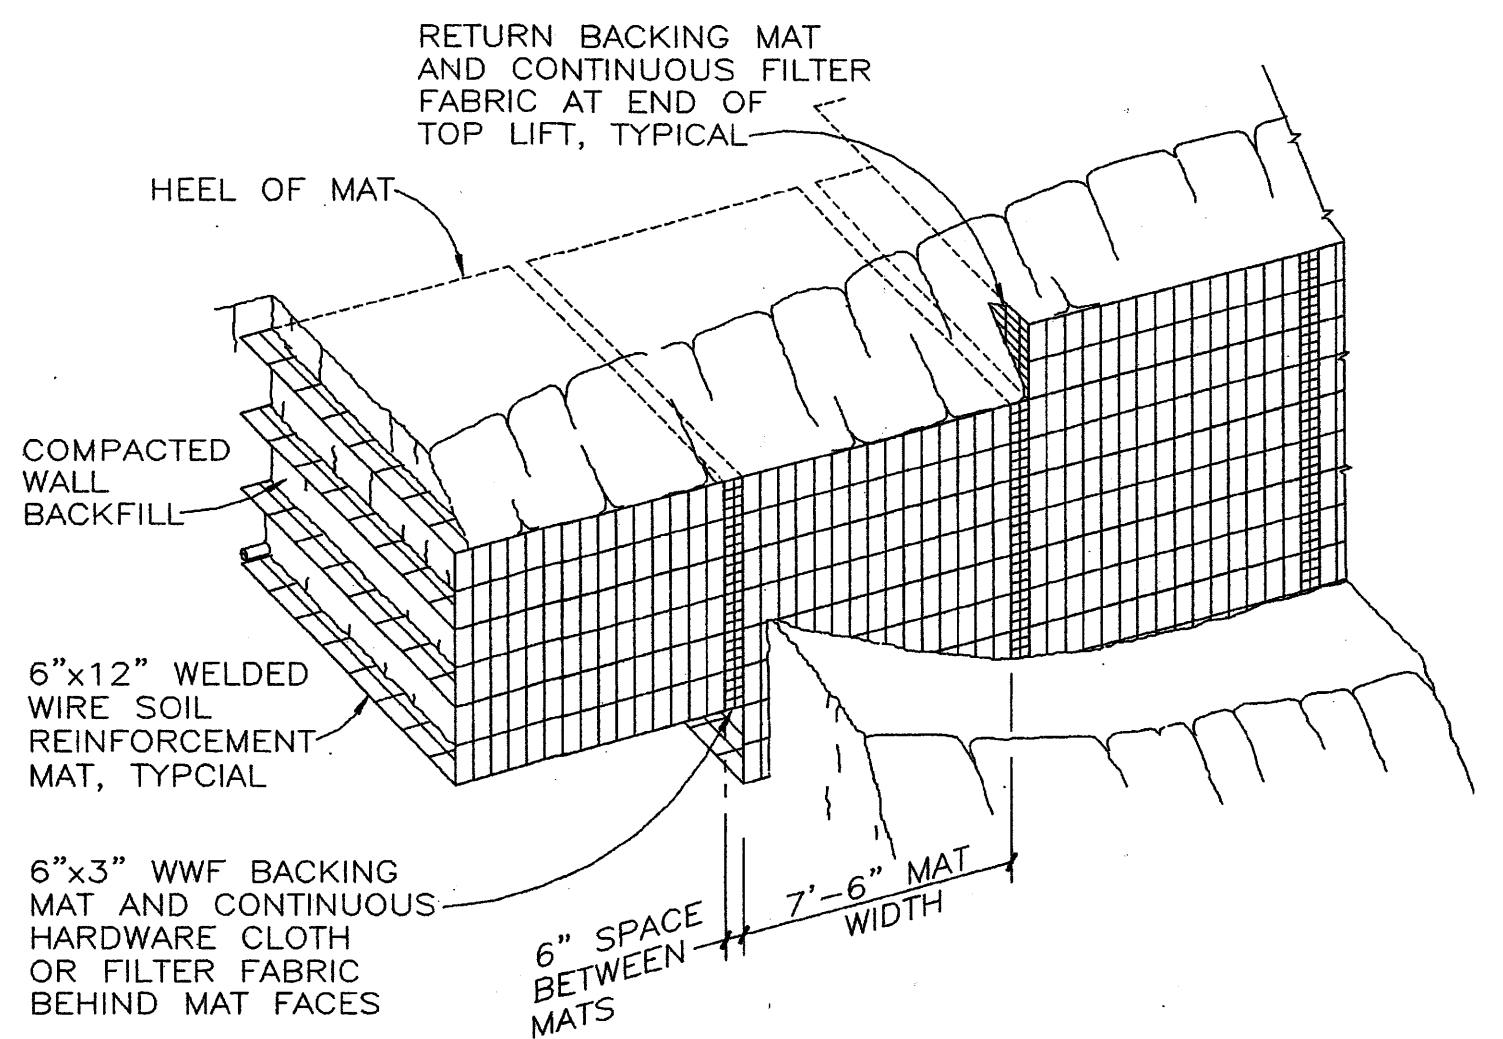 RETURN BACKING MAT
AND CONTINUOUS FILTER
FABRIC AT END OF
TOP LIFT, TYPICAL
HEEL OF MAT
COMPACTED
WALL
BACKFILL
6"x12" WELDED
WIRE SOIL
REINFORCEMENT
MAT, TYPCIAL
6"x3" WWF BACKING
MAT AND CONTINUOUS
HARDWARE CLOTH
OR FILTER FABRIC
BEHIND MAT FACES
6" SPACE
BETWEEN
MATS
7'-6" MAT
WIDTH